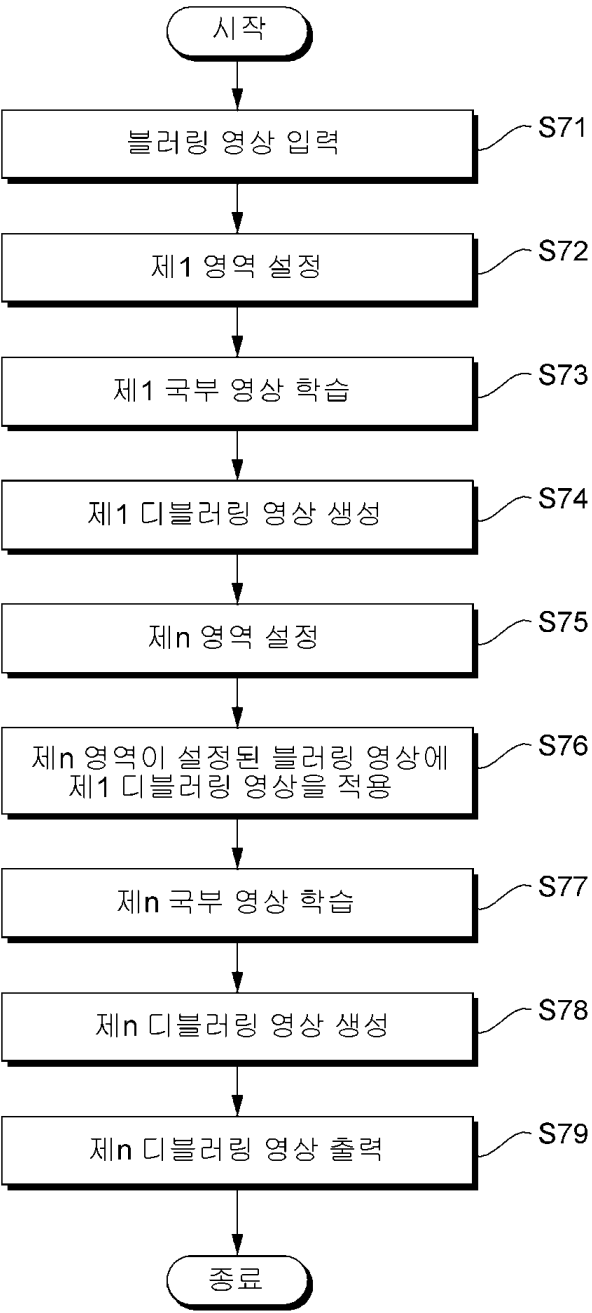 시작
블러링 영상 입력
S71
제1 영역 설정
S72
제1 국부 영상 학습
S73
제1 디블러링 영상 생성
S74
제n 영역 설정
S75
제n 영역이 설정된 블러링 영상에
제1 디블러링 영상을 적용
S76
제n 국부 영상 학습
S77
제n 디블러링 영상 생성
S78
제n 디블러링 영상 출력
S79
종료